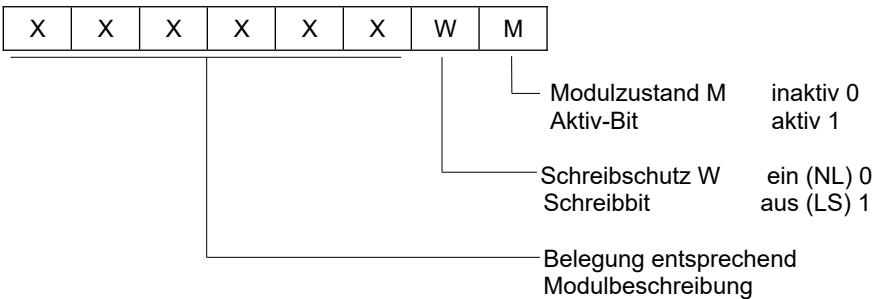 X X X X X X W M
Modulzustand M inaktiv 0
Aktiv-Bit aktiv 1
Schreibschutz W ein (NL) 0
Schreibbit aus (LS) 1
Belegung entsprechend
Modulbeschreibung